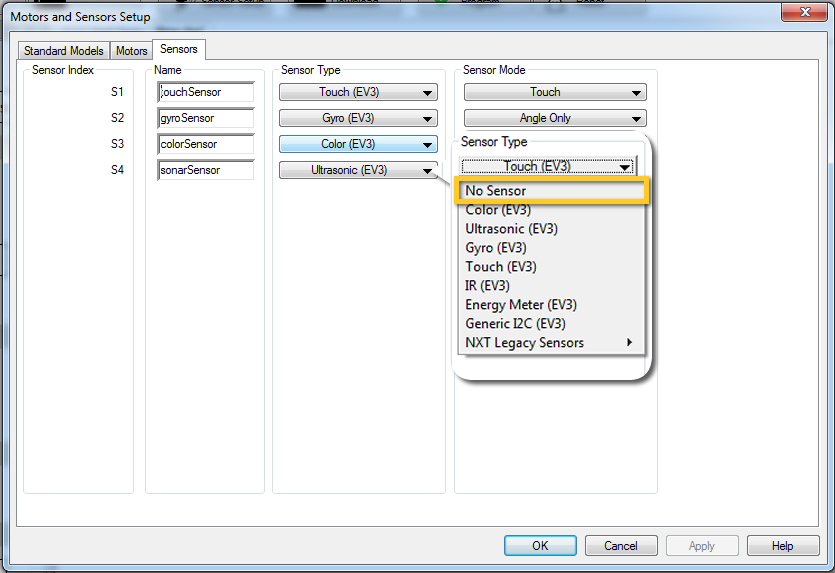 Motors and Sensors Setup
Standard Models Motors Sensors
Sensor Index Name Sensor Type Sensor Mode
S1 touchSensor Touch (EV3) Touch
S2 gyroSensor Gyro (EV3) Angle Only
S3 colorSensor Color (EV3)
S4 sonarSensor Ultrasonic (EV3)
Sensor Type
Touch (EV3)
No Sensor
Color (EV3)
Ultrasonic (EV3)
Gyro (EV3)
Touch (EV3)
IR (EV3)
Energy Meter (EV3)
Generic I2C (EV3)
NXT Legacy Sensors
OK Cancel Apply Help